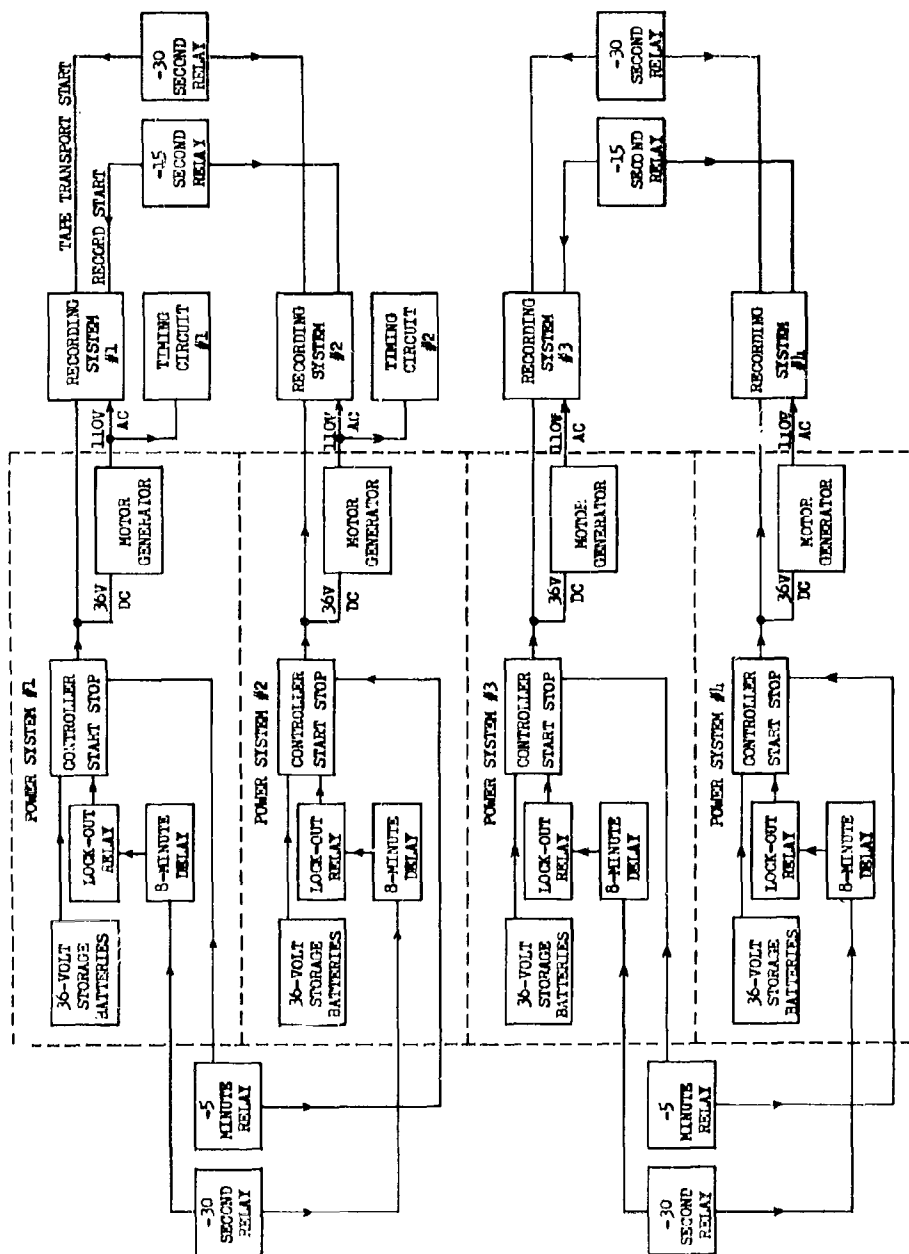 TAPE TRANSPORT START
RECORD START
-30
SECOND
RELAY
-15
SECOND
RELAY
RECORDING
SYSTEM
#1
TIMING
CIRCUIT
#1
110V
AC
MOTOR
GENERATOR
36V
DC
POWER SYSTEM #1
CONTROLLER
START STOP
LOCK-OUT
RELAY
8-MINUTE
DELAY
36-VOLT
STORAGE
BATTERIES
RECORDING
SYSTEM
#2
TIMING
CIRCUIT
#2
110V
AC
MOTOR
GENERATOR
36V
DC
POWER SYSTEM #2
CONTROLLER
START STOP
LOCK-OUT
RELAY
8-MINUTE
DELAY
36-VOLT
STORAGE
BATTERIES
-5
MINUTE
RELAY
-30
SECOND
RELAY
-30
SECOND
RELAY
-15
SECOND
RELAY
RECORDING
SYSTEM
#3
110V
AC
MOTOR
GENERATOR
36V
DC
POWER SYSTEM #3
CONTROLLER
START STOP
LOCK-OUT
RELAY
8-MINUTE
DELAY
36-VOLT
STORAGE
BATTERIES
RECORDING
SYSTEM
#4
110V
AC
MOTOR
GENERATOR
36V
DC
POWER SYSTEM #4
CONTROLLER
START STOP
LOCK-OUT
RELAY
8-MINUTE
DELAY
36-VOLT
STORAGE
BATTERIES
-5
MINUTE
RELAY
-30
SECOND
RELAY